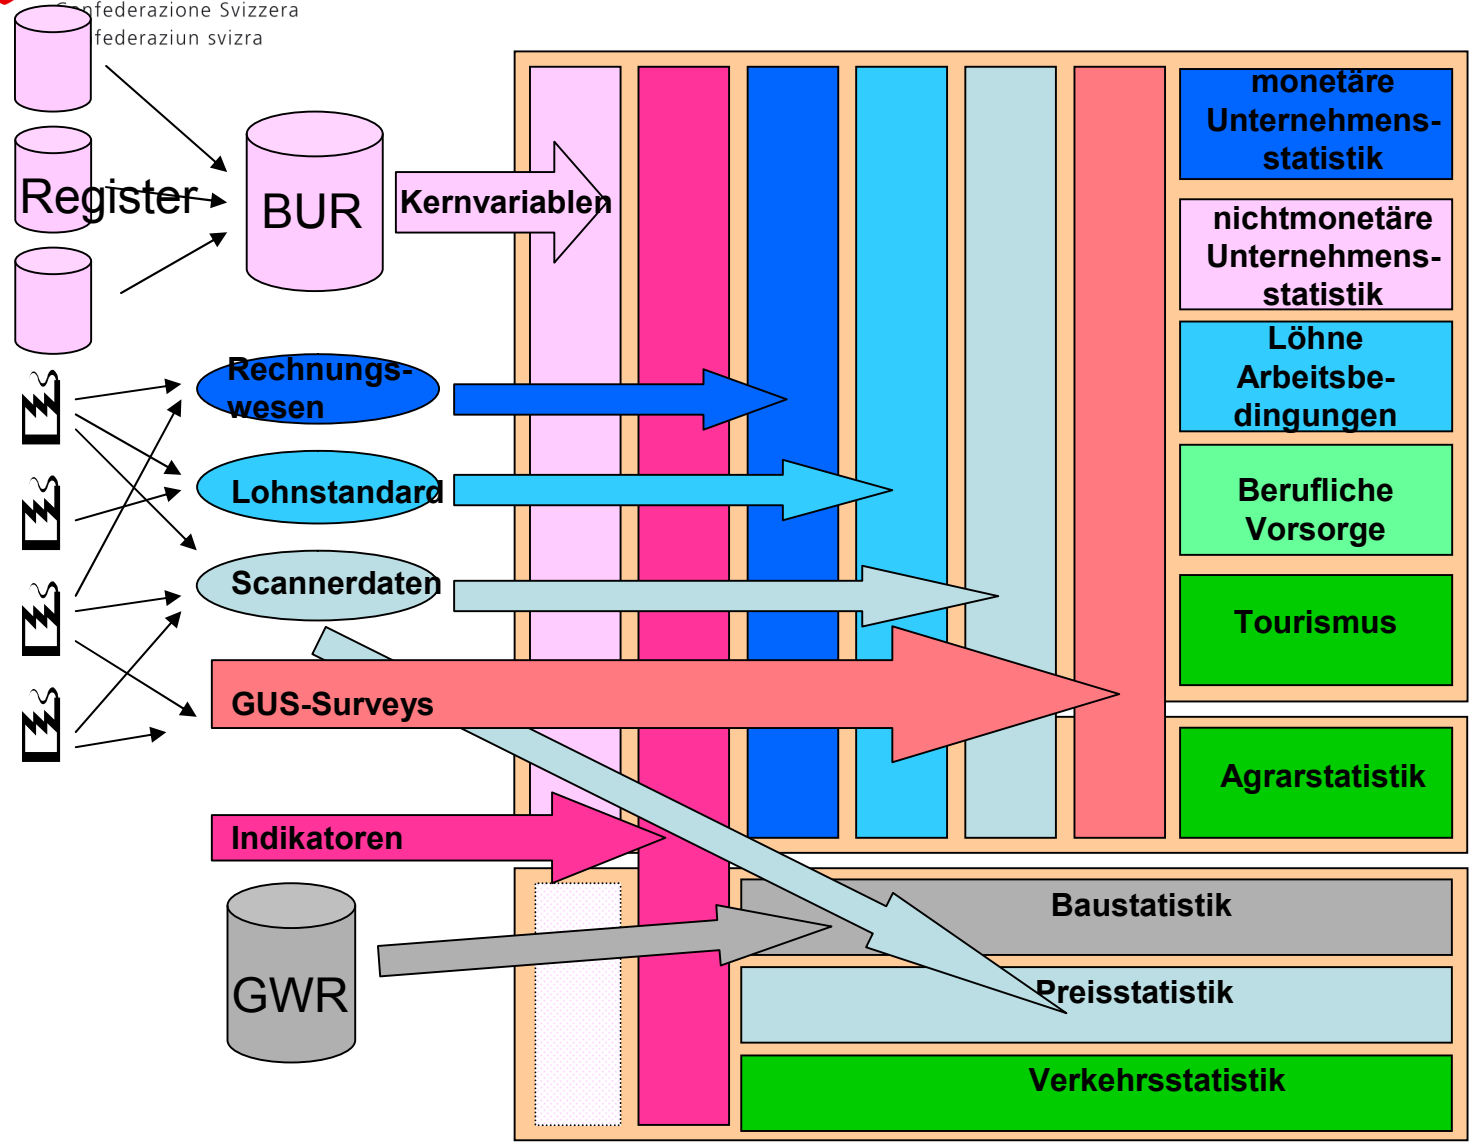 Confederazione Svizzera
federaziun svizra
Register
BUR
Kernvariablen
Rechnungs-
wesen
Lohnstandard
Scannerdaten
GUS-Surveys
Indikatoren
GWR
monetäre
Unternehmens-
statistik
nichtmonetäre
Unternehmens-
statistik
Löhne
Arbeitsbe-
dingungen
Berufliche
Vorsorge
Tourismus
Agrarstatistik
Baustatistik
Preisstatistik
Verkehrsstatistik